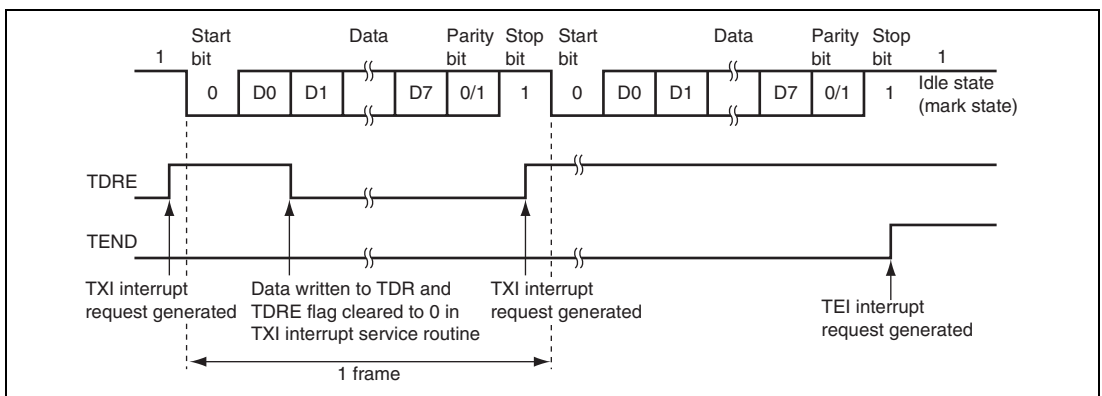 Start Data Parity Stop Start Data Parity Stop
1 bit bit bit bit bit bit 1
0 D0 D1 D7 0/1 1 0 D0 D1 D7 0/1 1 Idle state
(mark state)
TDRE
TEND
TXI interrupt
request generated
Data written to TDR and
TDRE flag cleared to 0 in
TXI interrupt service routine
TXI interrupt
request generated
TEI interrupt
request generated
1 frame